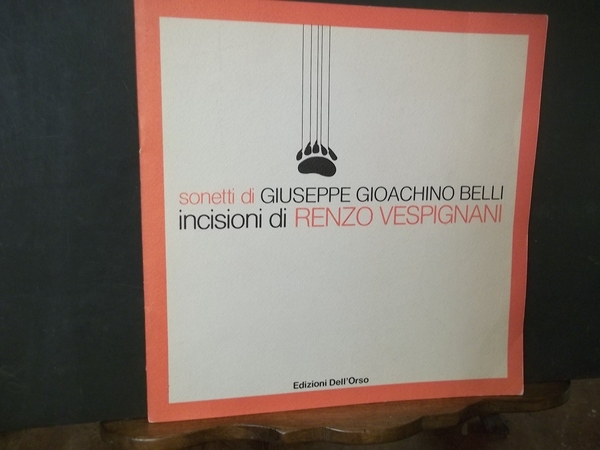 sonetti di GIUSEPPE GIOACHINO BELLI
incisioni di RENZO VESPIGNANI
Edizioni Dell'Orso